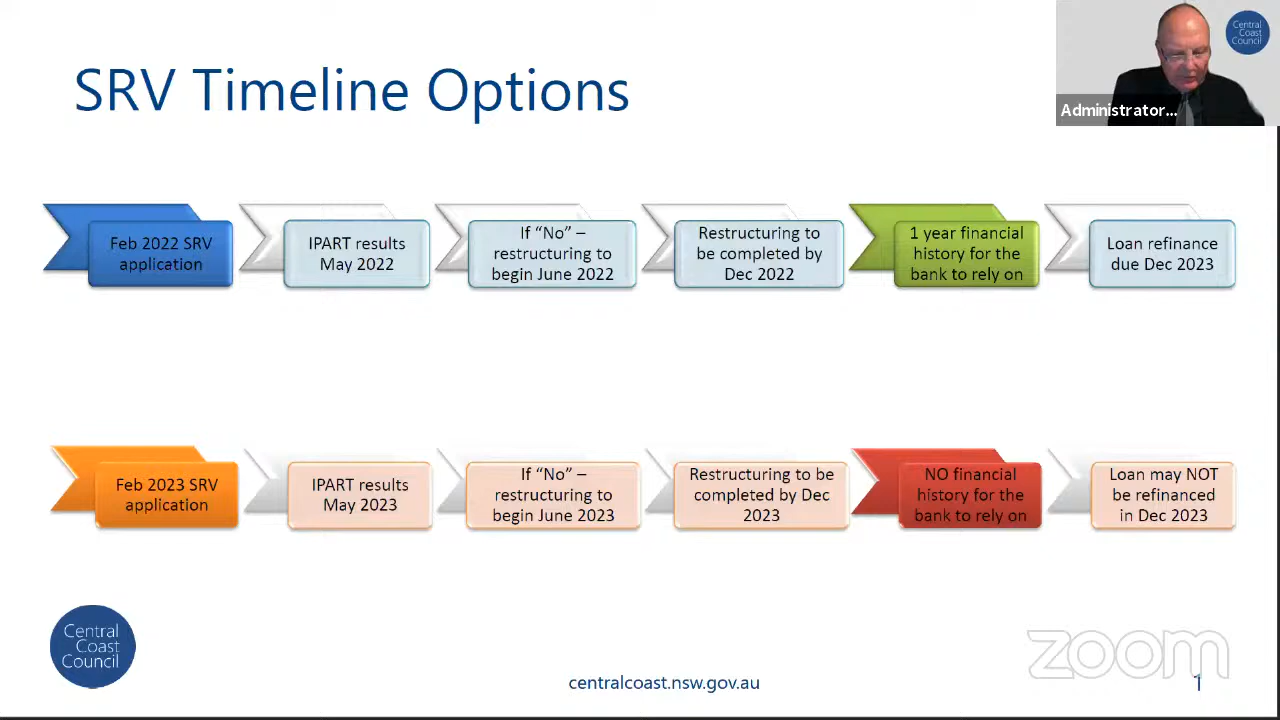 SRV Timeline Options
Central
Coast
Council
Administrator...
Feb 2022 SRV
application
IPART results
May 2022
If “No” –
restructuring to
begin June 2022
Restructuring to
be completed by
Dec 2022
1 year financial
history for the
bank to rely on
Loan refinance
due Dec 2023
Feb 2023 SRV
application
IPART results
May 2023
If “No” –
restructuring to
begin June 2023
Restructuring to be
completed by Dec
2023
NO financial
history for the
bank to rely on
Loan may NOT
be refinanced
in Dec 2023
Central
Coast
Council
centralcoast.nsw.gov.au
zoom
1